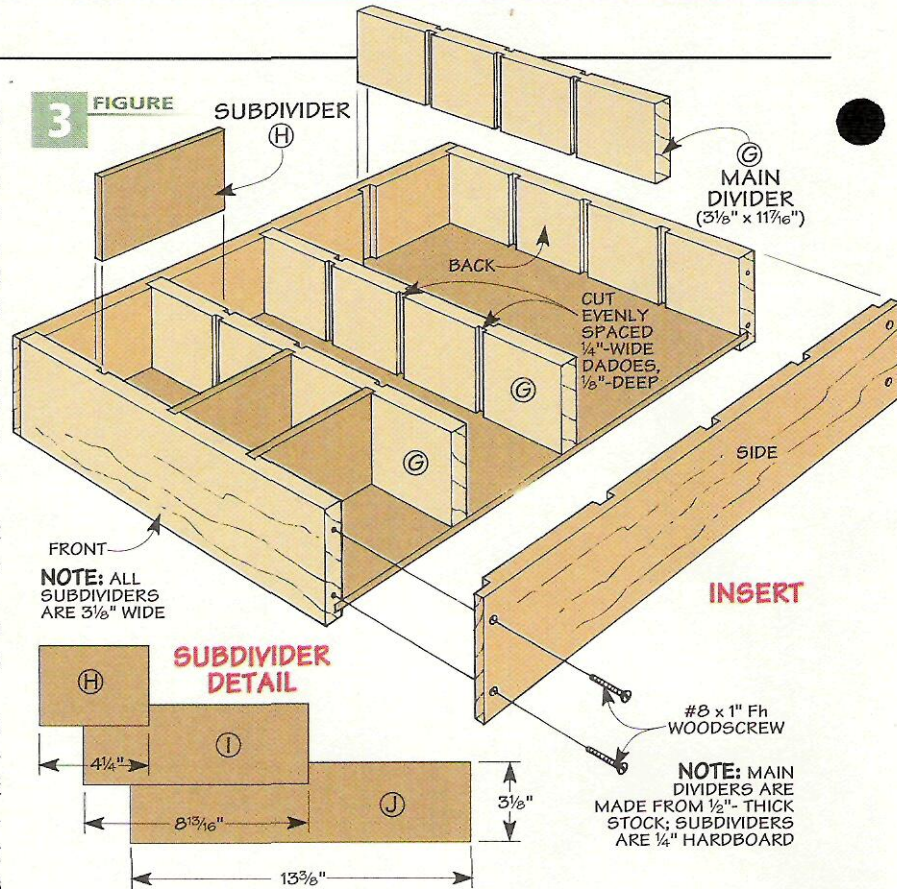 3 FIGURE
SUBDIVIDER
H
G
MAIN
DIVIDER
(3⅛" x 11⁷⁄₁₆")
BACK
CUT
EVENLY
SPACED
¼"-WIDE
DADOES,
⅛"-DEEP
G
G
SIDE
FRONT
NOTE: ALL
SUBDIVIDERS
ARE 3⅛" WIDE
INSERT
SUBDIVIDER
DETAIL
H
4¼"
I
8¹³⁄₁₆"
J
3⅛"
13⅜"
#8 x 1" Fh
WOODSCREW
NOTE: MAIN
DIVIDERS ARE
MADE FROM ½"- THICK
STOCK; SUBDIVIDERS
ARE ¼" HARDBOARD